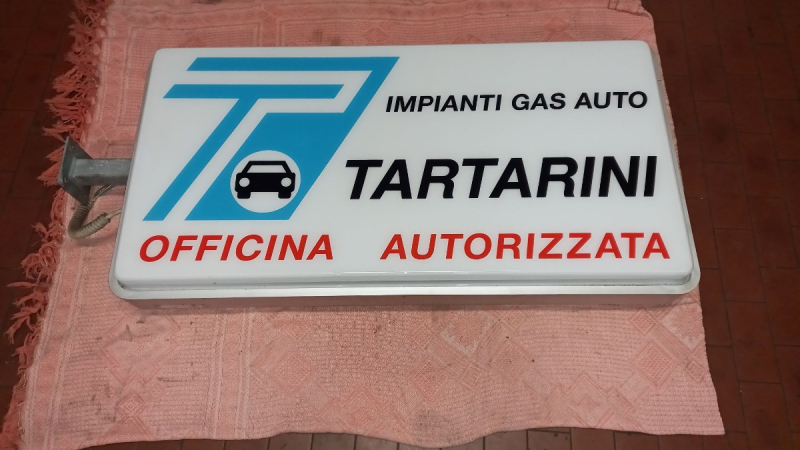 IMPIANTI GAS AUTO
TARTARINI
OFFICINA AUTORIZZATA